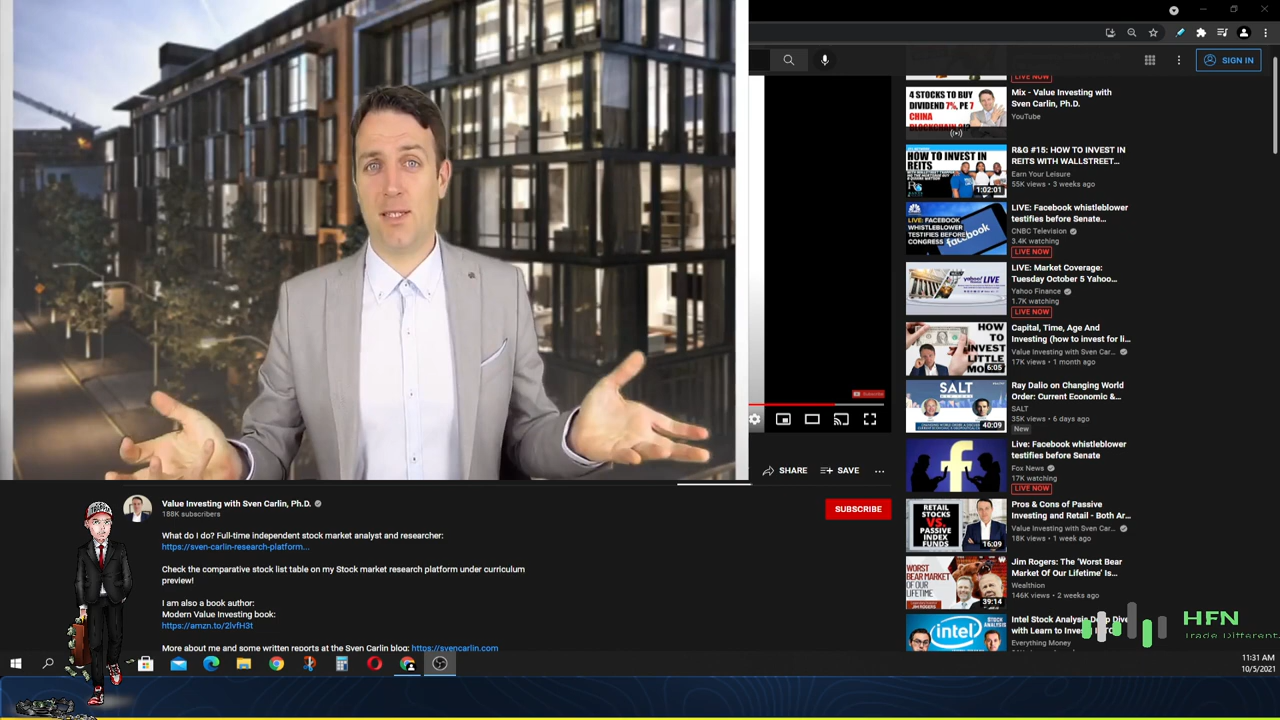 SIGN IN
LIVE NOW
4 STOCKS TO BUY
DIVIDEND 7%, PE 7
CHINA
Mix - Value Investing with
Sven Carlin, Ph.D.
YouTube
HOW TO INVEST IN
REITS
1:02:01
R&G #15: HOW TO INVEST IN
REITS WITH WALLSTREET...
Earn Your Leisure
55K views • 3 weeks ago
LIVE: FACEBOOK
WHISTLEBLOWER
TESTIFIES BEFORE
CONGRESS
facebook
LIVE: Facebook whistleblower
testifies before Senate...
CNBC Television
3.4K watching
LIVE NOW
yahoo!
LIVE
LIVE: Market Coverage:
Tuesday October 5 Yahoo...
Yahoo Finance
1.7K watching
LIVE NOW
HOW
TO
INVEST
LITTLE
MO
6:05
Capital, Time, Age And
Investing (how to invest for li...
Value Investing with Sven Car...
17K views • 1 month ago
SALT
40:09
Ray Dalio on Changing World
Order: Current Economic &...
SALT
35K views • 6 days ago
New
Subscribe
Live: Facebook whistleblower
testifies before Senate
Fox News
17K watching
LIVE NOW
SHARE
SAVE
RETAIL
STOCKS
VS.
PASSIVE
INDEX
FUNDS
16:09
Pros & Cons of Passive
Investing and Retail - Both Ar...
Value Investing with Sven Car...
18K views • 1 week ago
WORST
BEAR MARKET
OF OUR
LIFETIME'
39:14
Jim Rogers: The 'Worst Bear
Market Of Our Lifetime' Is...
Wealthion
146K views • 2 weeks ago
intel
STOCK
ANALYSIS
Intel Stock Analysis Deep Dive
with Learn to Inve
Everything Money
HFN
Trade Different
Value Investing with Sven Carlin, Ph.D.
188K subscribers
SUBSCRIBE
What do I do? Full-time independent stock market analyst and researcher:
https://sven-carlin-research-platform...
Check the comparative stock list table on my Stock market research platform under curriculum
preview!
I am also a book author:
Modern Value Investing book:
https://amzn.to/2lvfH3t
More about me and some written reports at the Sven Carlin blog: https://svencarlin.com
11:31 AM
10/5/2021